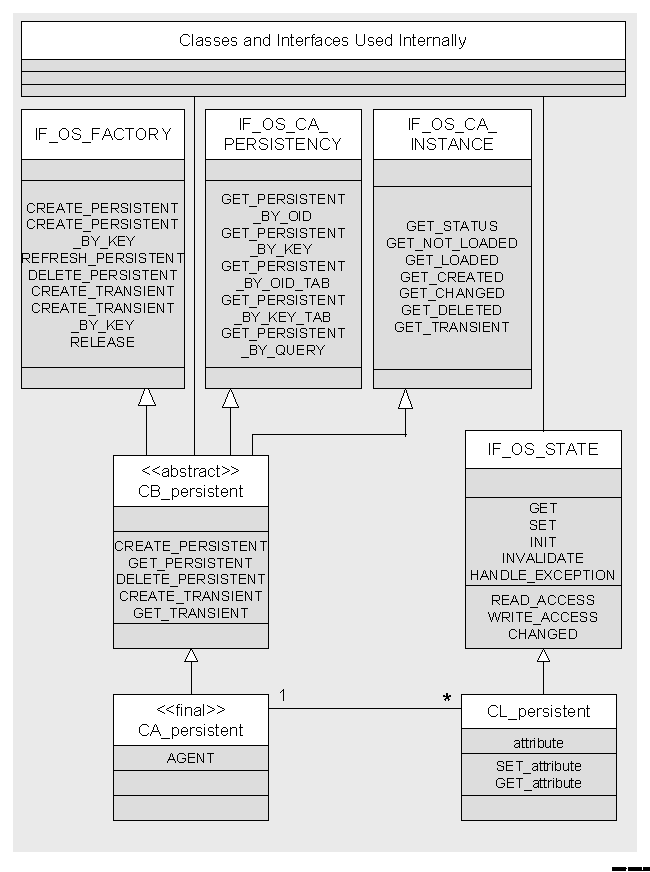 Classes and Interfaces Used Internally
IF_OS_FACTORY
CREATE_PERSISTENT
CREATE_PERSISTENT
_BY_KEY
REFRESH_PERSISTENT
DELETE_PERSISTENT
CREATE_TRANSIENT
CREATE_TRANSIENT
_BY_KEY
RELEASE
IF_OS_CA_
PERSISTENCY
GET_PERSISTENT
_BY_OID
GET_PERSISTENT
_BY_KEY
GET_PERSISTENT
_BY_OID_TAB
GET_PERSISTENT
_BY_KEY_TAB
GET_PERSISTENT
_BY_QUERY
IF_OS_CA_
INSTANCE
GET_STATUS
GET_NOT_LOADED
GET_LOADED
GET_CREATED
GET_CHANGED
GET_DELETED
GET_TRANSIENT
<<abstract>>
CB_persistent
CREATE_PERSISTENT
GET_PERSISTENT
DELETE_PERSISTENT
CREATE_TRANSIENT
GET_TRANSIENT
IF_OS_STATE
GET
SET
INIT
INVALIDATE
HANDLE_EXCEPTION
READ_ACCESS
WRITE_ACCESS
CHANGED
<<final>>
CA_persistent
AGENT
1
*
CL_persistent
attribute
SET_attribute
GET_attribute